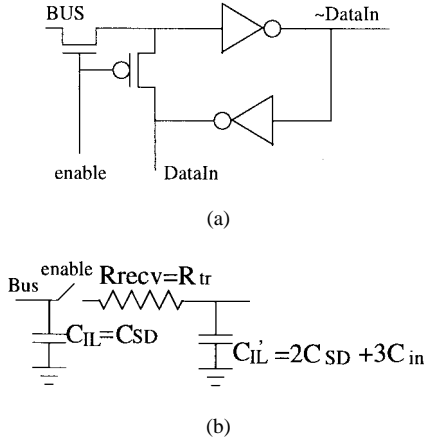 BUS
~DataIn
enable
DataIn
(a)
Bus
enable
Rrecv=Rtr
CIL=CSD
CIL'=2CSD+3Cin
(b)